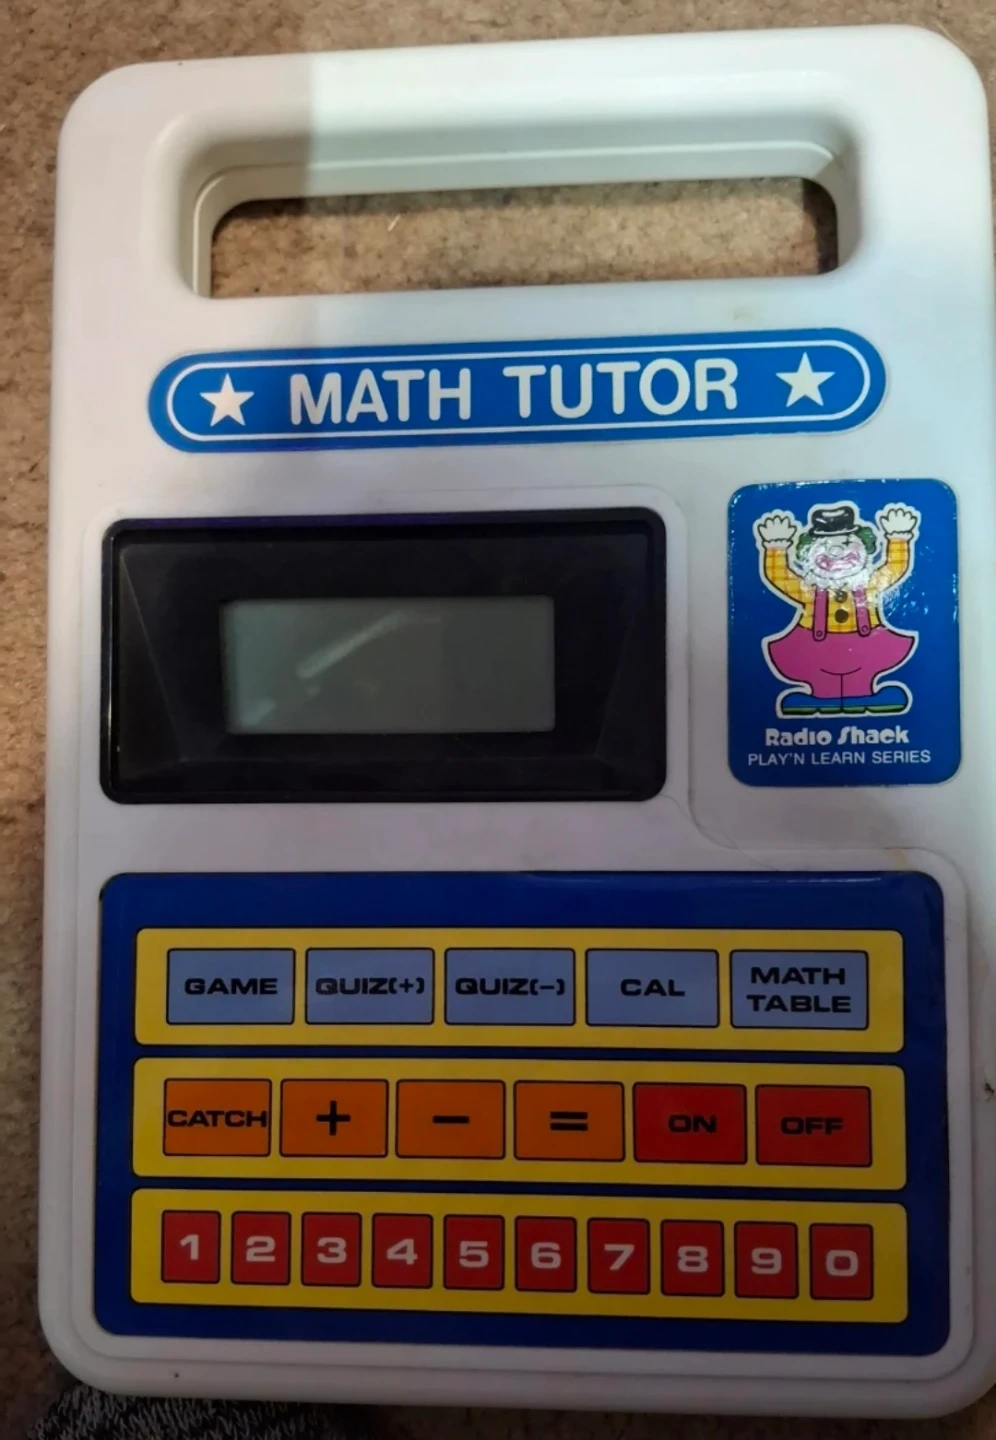 ★ MATH TUTOR ★
Radio Shack
PLAY'N LEARN SERIES
GAME QUIZ(+) QUIZ(-) CAL MATH TABLE
CATCH + - = ON OFF
1 2 3 4 5 6 7 8 9 0